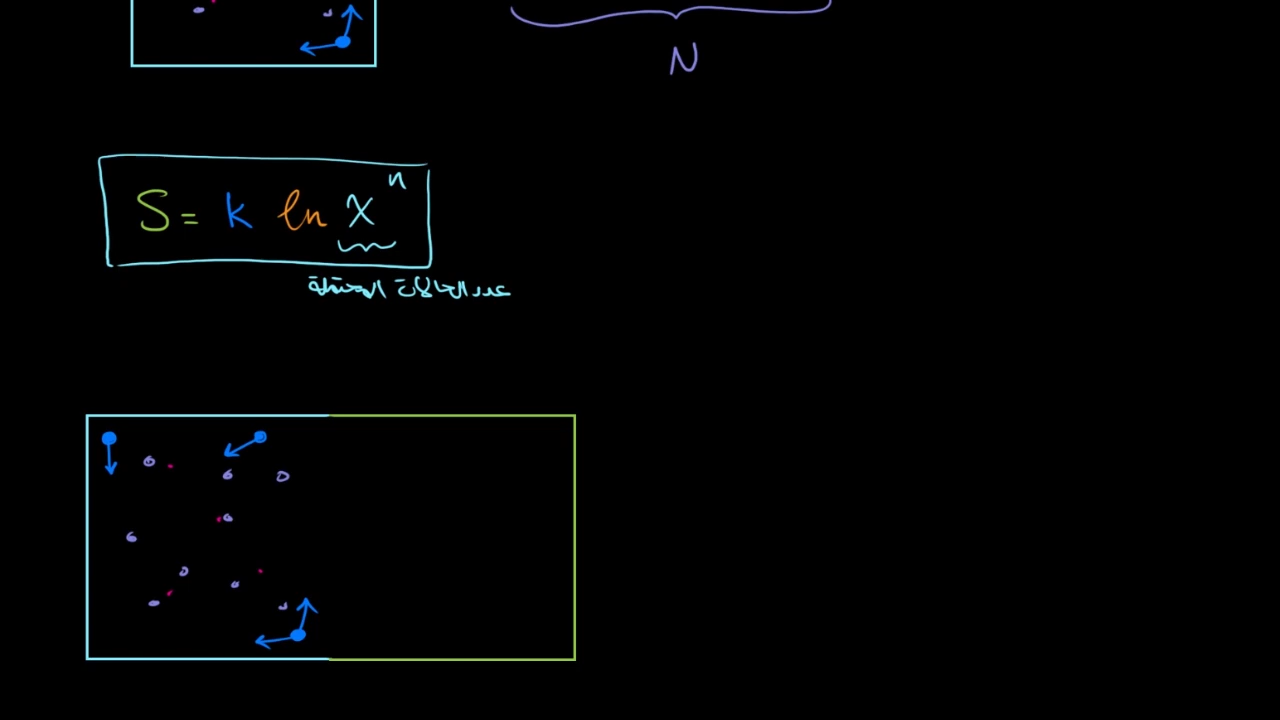 N
S = k ln X^n
عدد الحالات المحتملة